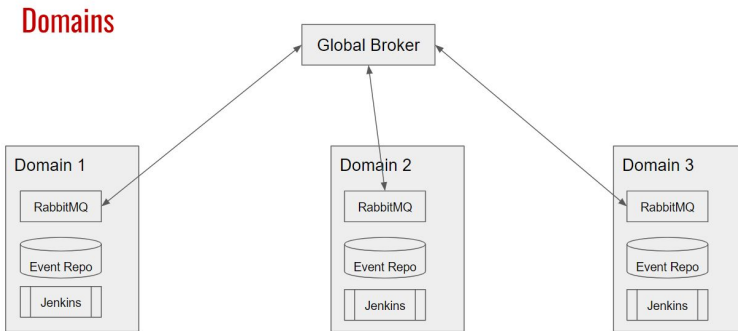 Domains
Global Broker
Domain 1
RabbitMQ
Event Repo
Jenkins
Domain 2
RabbitMQ
Event Repo
Jenkins
Domain 3
RabbitMQ
Event Repo
Jenkins